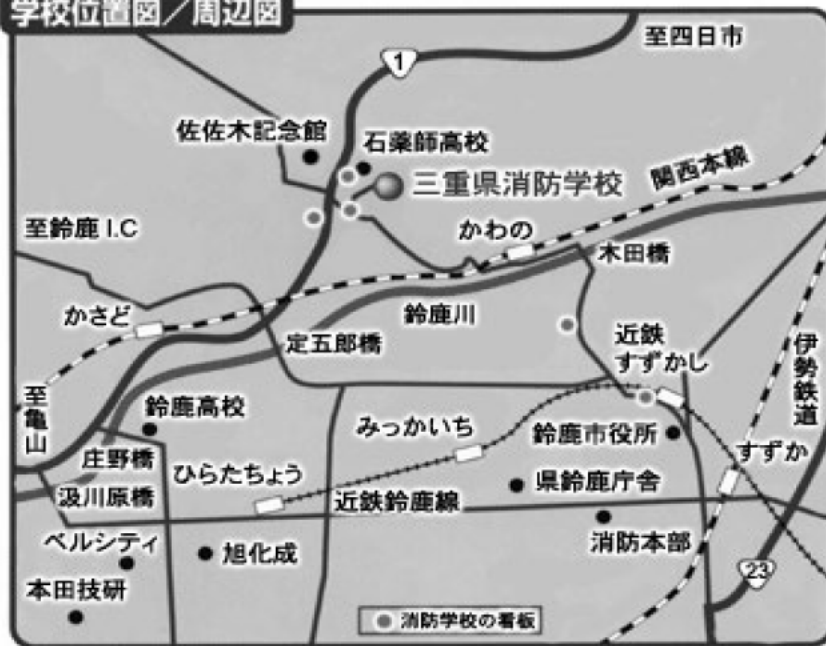 学校位置図/周辺図
至四日市
1
佐佐木記念館
石薬師高校
三重県消防学校
関西本線
至鈴鹿I.C
かわの
木田橋
かさど
鈴鹿川
定五郎橋
近鉄
すずかし
伊勢鉄道
至亀山
鈴鹿高校
みっかいち
鈴鹿市役所
すずか
庄野橋
ひらたちょう
県鈴鹿庁舎
汲川原橋
近鉄鈴鹿線
ベルシティ
旭化成
消防本部
23
本田技研
消防学校の看板